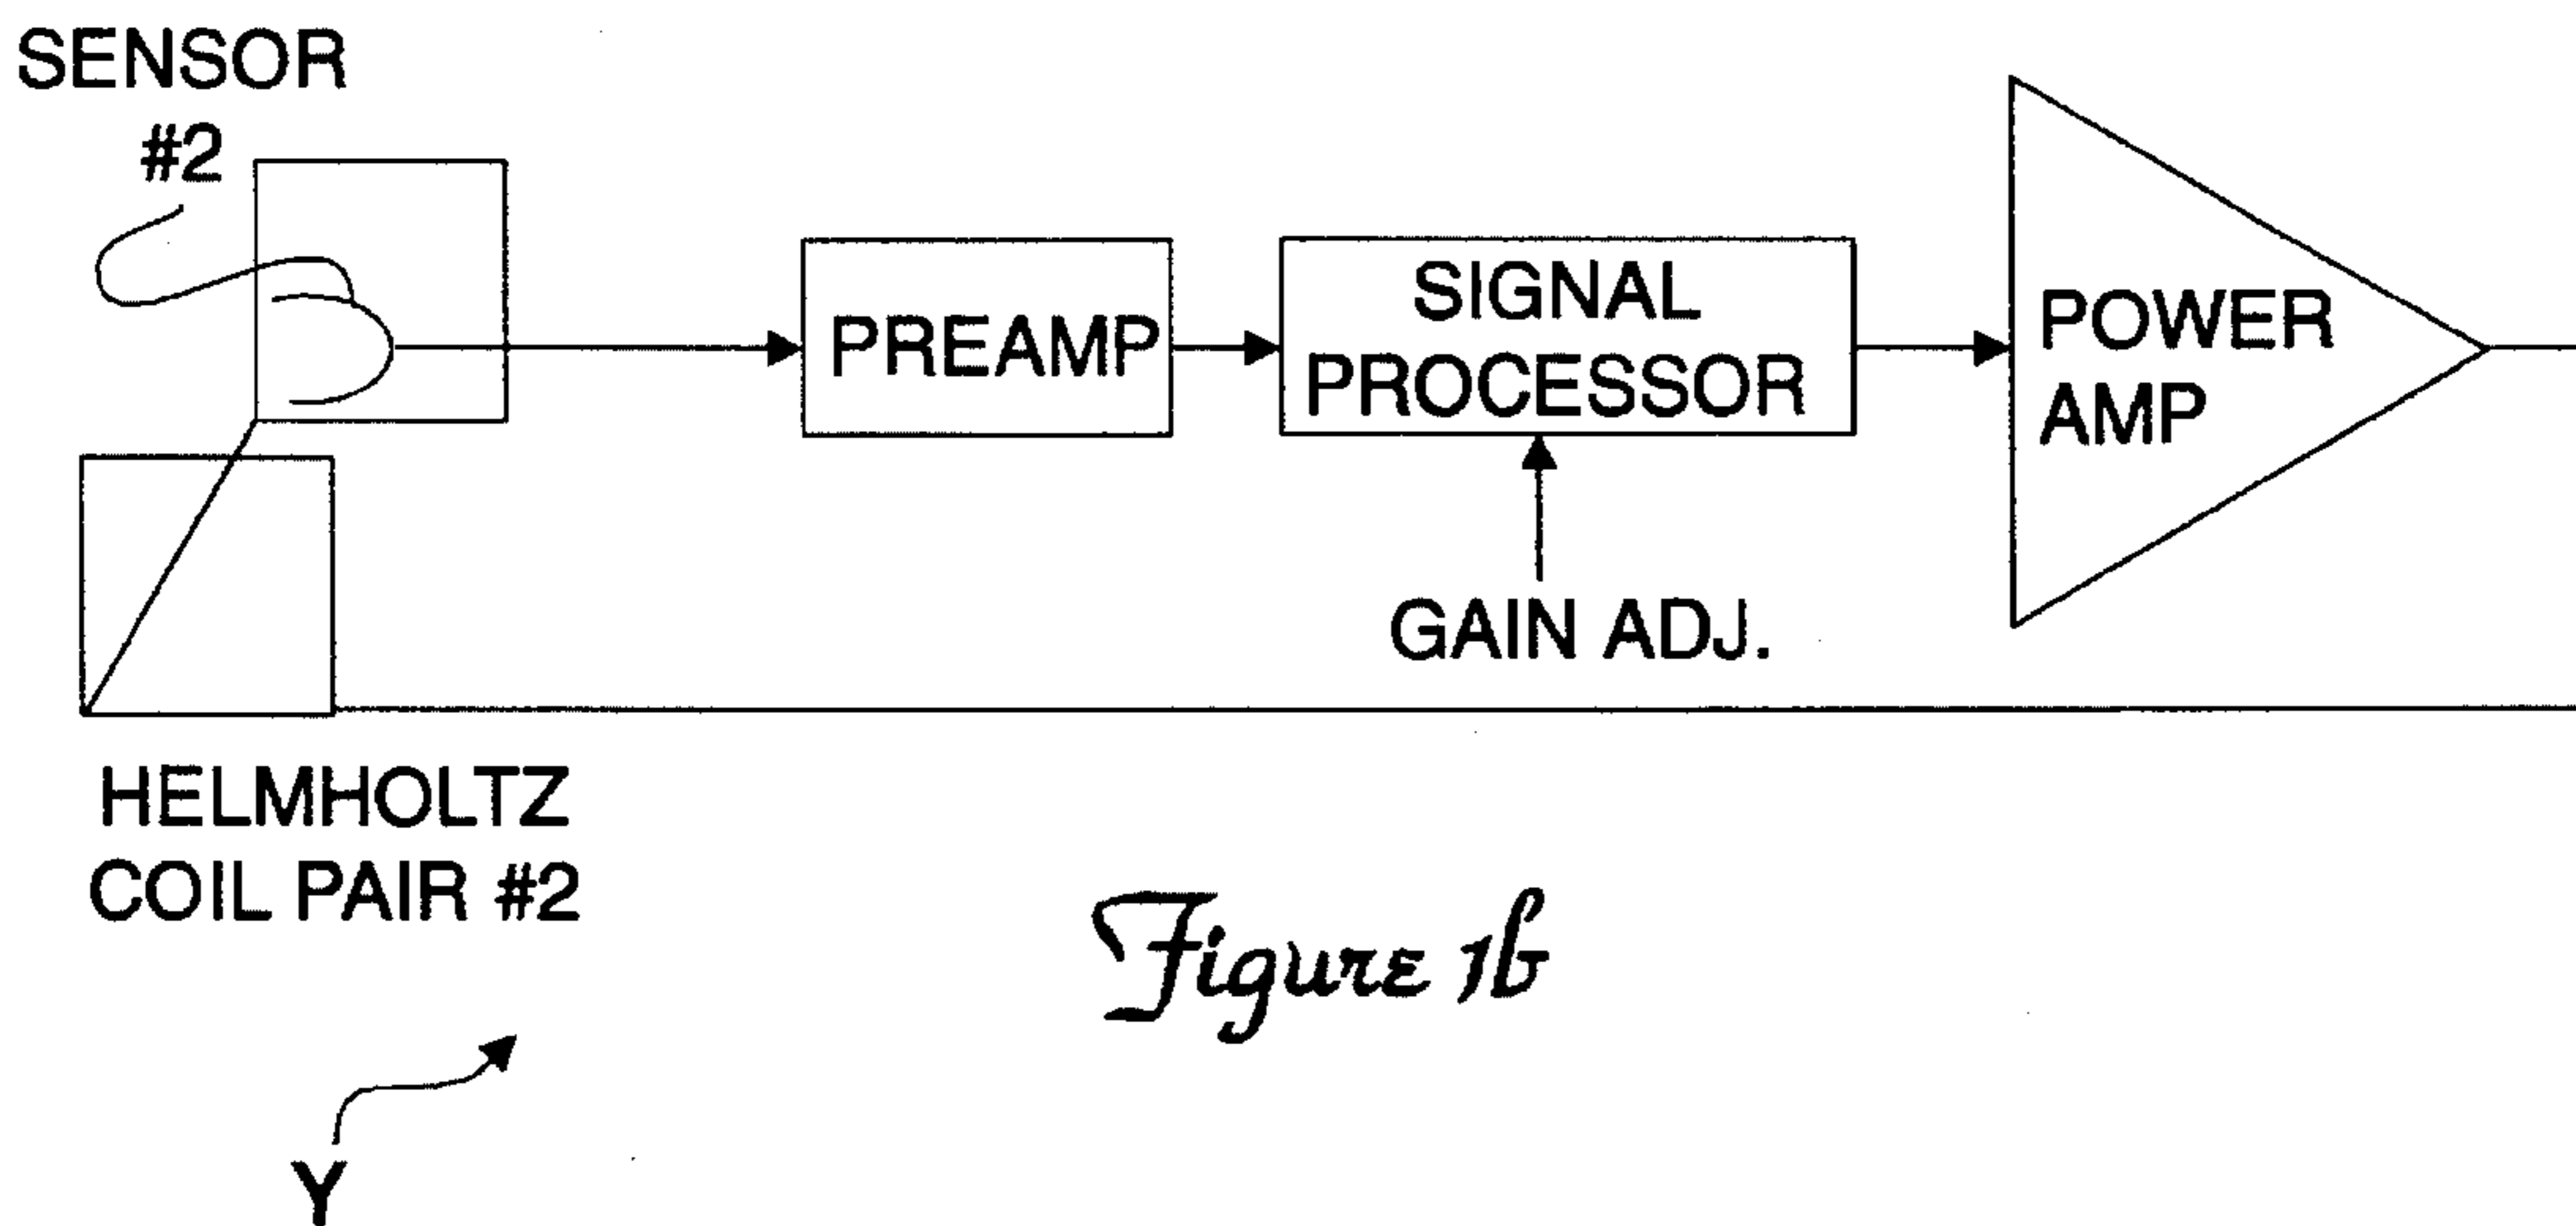 SENSOR
#2
PREAMP
SIGNAL
PROCESSOR
POWER
AMP
GAIN ADJ.
HELMHOLTZ
COIL PAIR #2
Figure 1b
Y